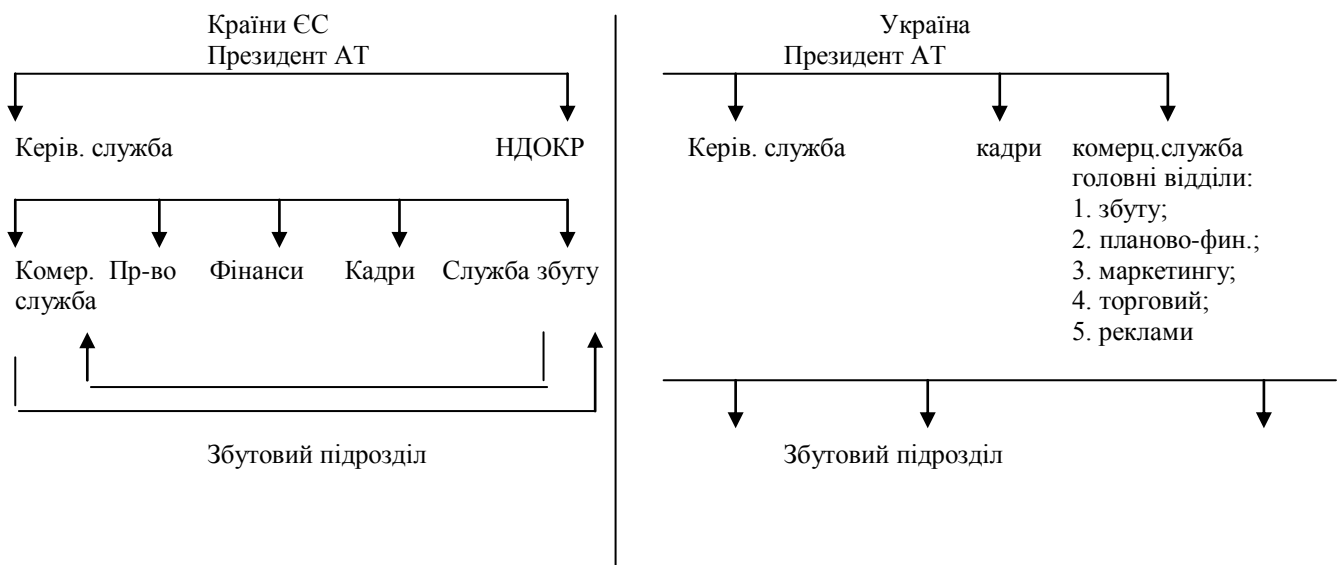 Країни ЄС
Президент АТ
Керів. служба НДОКР
Комер. Пр-во Фінанси Кадри Служба збуту
служба
Збутовий підрозділ
Україна
Президент АТ
Керів. служба кадри комерц.служба
головні відділи:
1. збуту;
2. планово-фин.;
3. маркетингу;
4. торговий;
5. реклами
Збутовий підрозділ